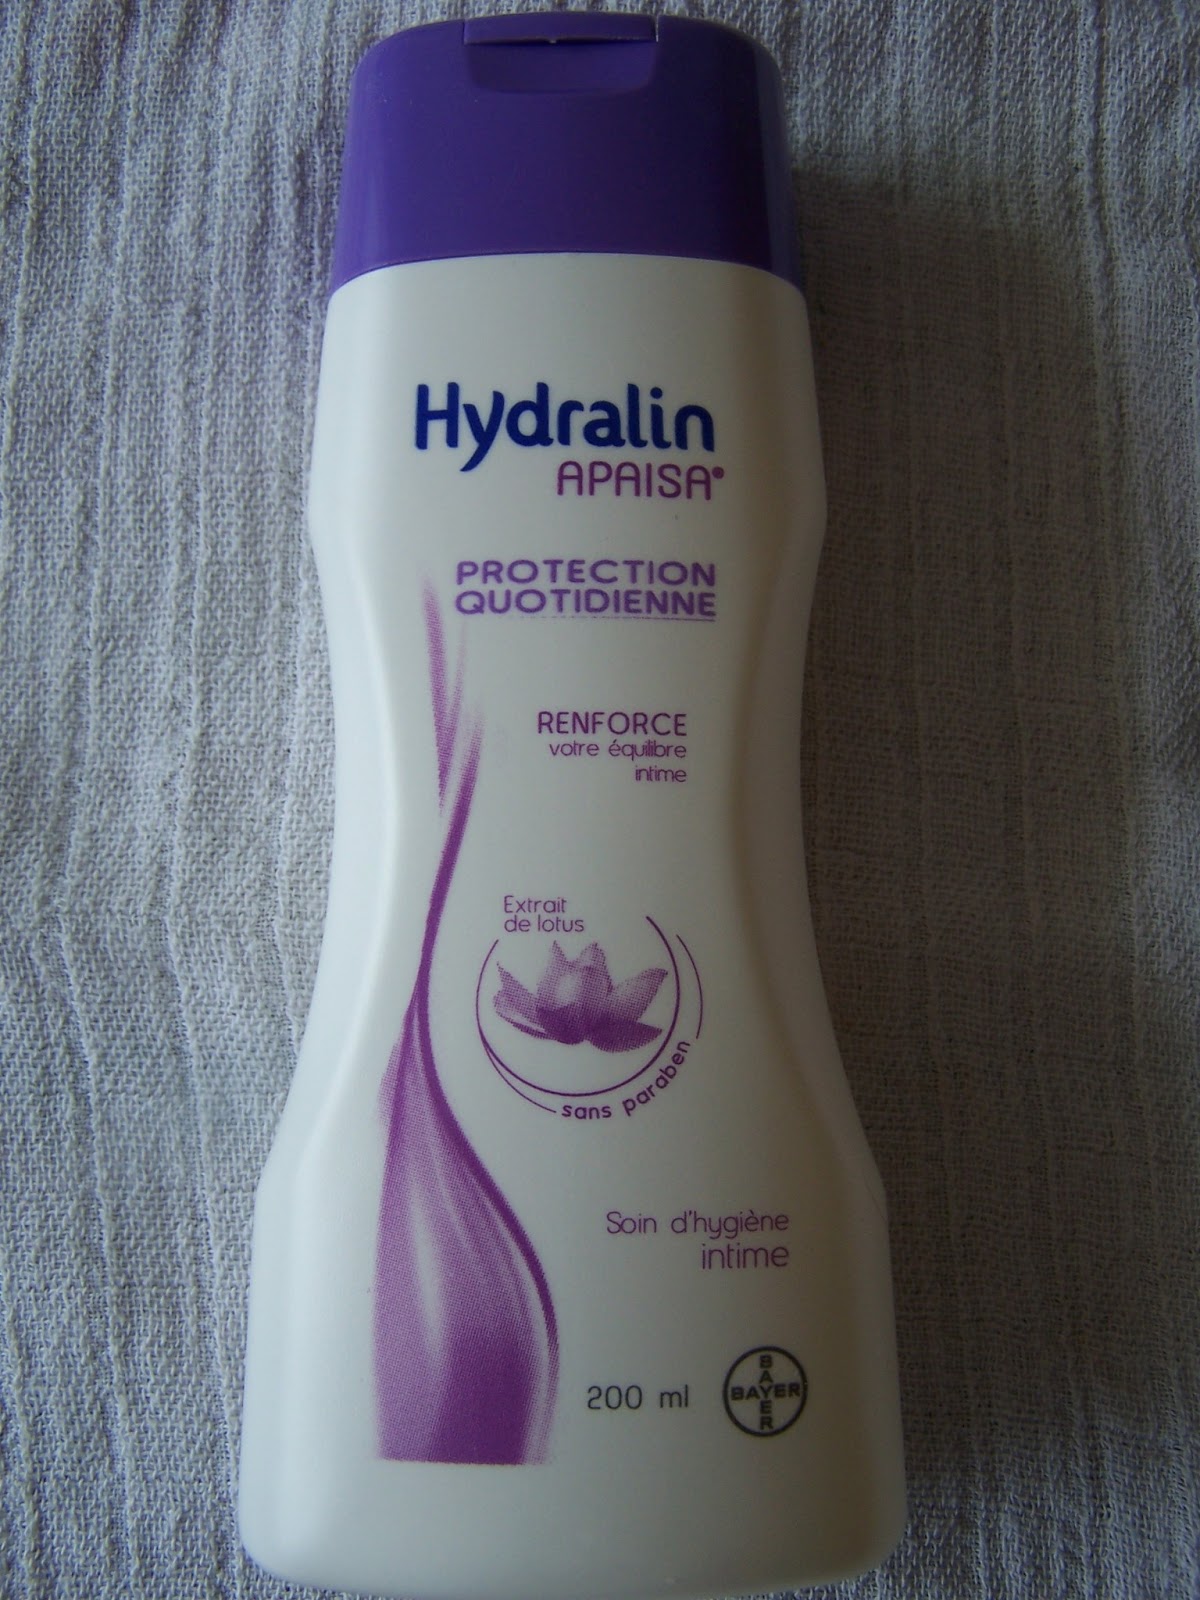 Hydralin
APAISA®
PROTECTION
QUOTIDIENNE
RENFORCE
votre équilibre
intime
Extrait
de lotus
sans paraben
Soin d'hygiène
intime
200 ml
BAYER
BAYER